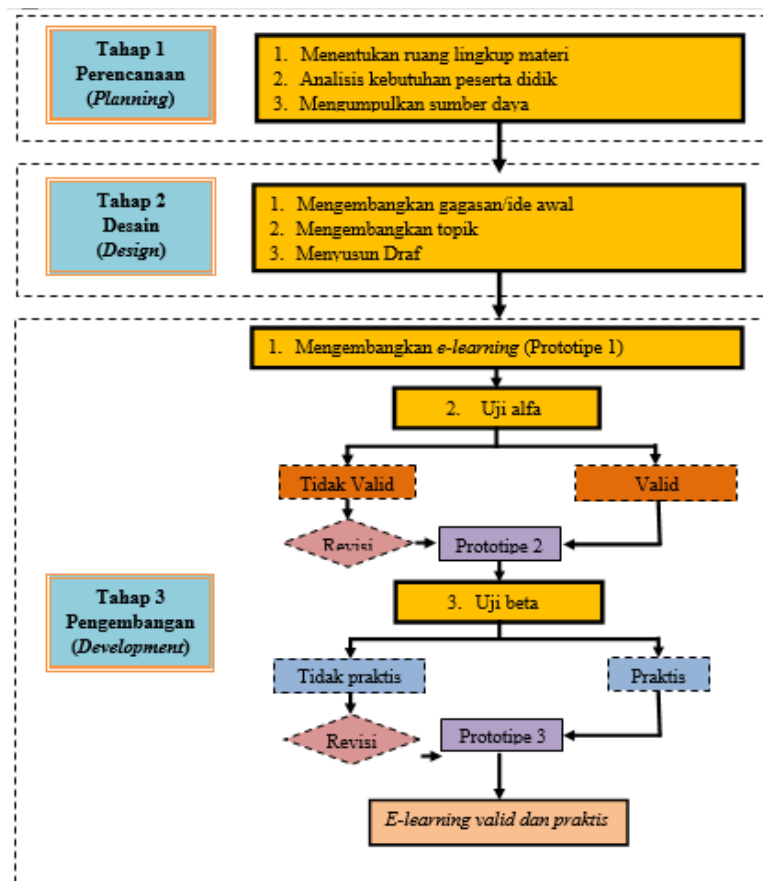 Tahap 1
Perencanaan
(Planning)
1. Menentukan ruang lingkup materi
2. Analisis kebutuhan peserta didik
3. Mengumpulkan sumber daya
Tahap 2
Desain
(Design)
1. Mengembangkan gagasan/ide awal
2. Mengembangkan topik
3. Menyusun Draf
Tahap 3
Pengembangan
(Development)
1. Mengembangkan e-learning (Prototipe 1)
2. Uji alfa
Tidak Valid
Valid
Revisi
Prototipe 2
3. Uji beta
Tidak praktis
Praktis
Revisi
Prototipe 3
E-learning valid dan praktis